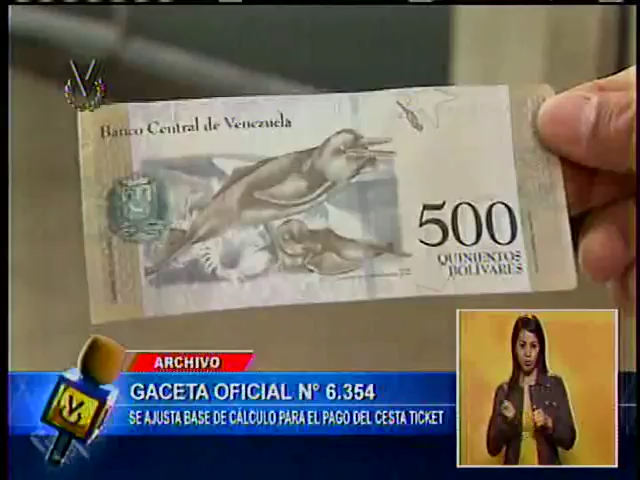 Banco Central de Venezuela
500
QUINIENTOS
BOLÍVARES
ARCHIVO
GACETA OFICIAL N° 6.354
SE AJUSTA BASE DE CÁLCULO PARA EL PAGO DEL CESTA TICKET